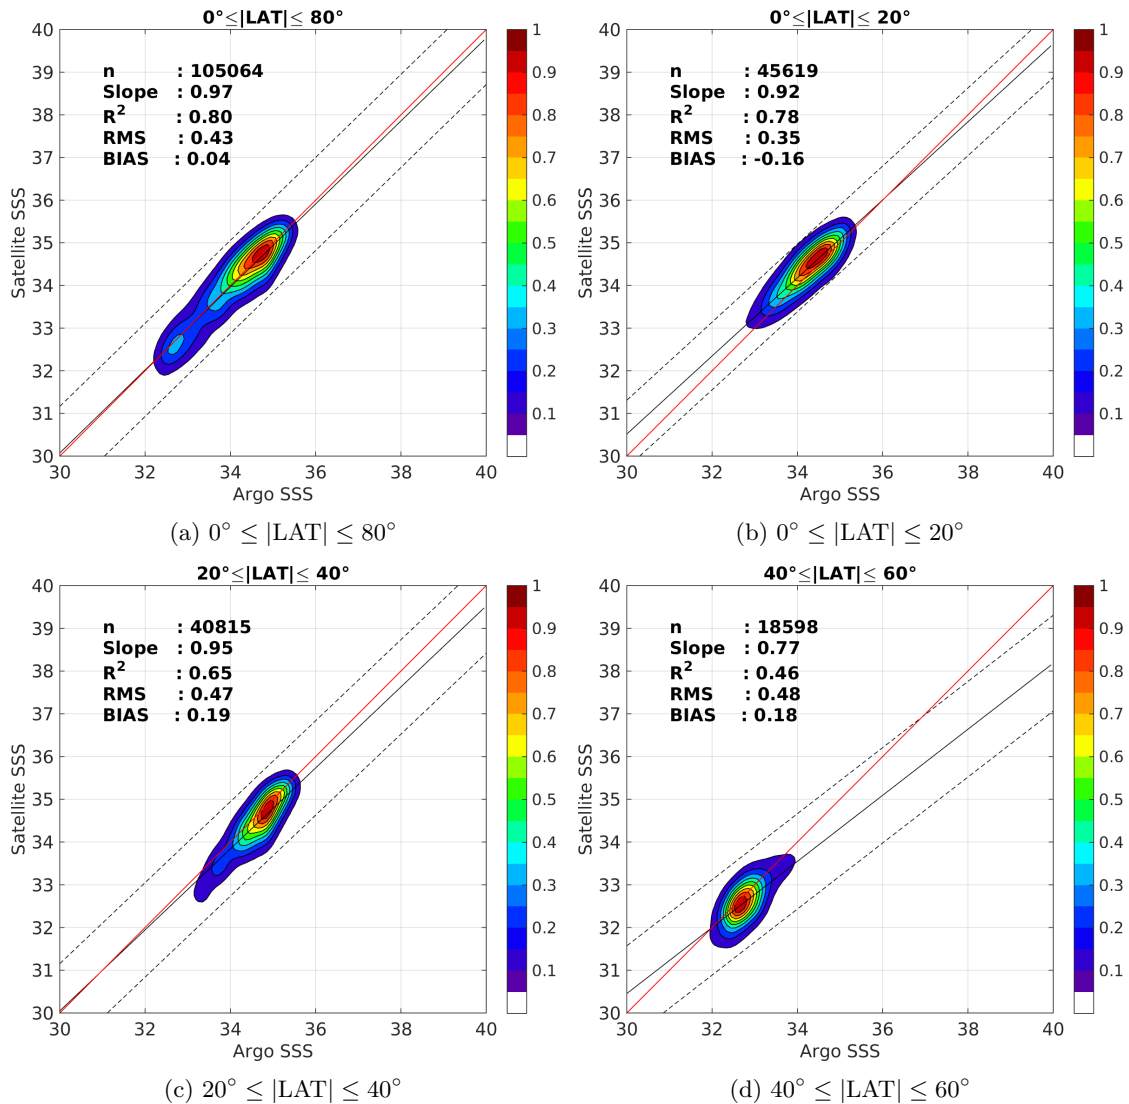 0°≤|LAT|≤ 80°
n : 105064
Slope : 0.97
R² : 0.80
RMS : 0.43
BIAS : 0.04
40
39
38
37
36
35
34
33
32
31
30
Satellite SSS
30 32 34 36 38 40
Argo SSS
1
0.9
0.8
0.7
0.6
0.5
0.4
0.3
0.2
0.1
(a) 0° ≤ |LAT| ≤ 80°
0°≤|LAT|≤ 20°
n : 45619
Slope : 0.92
R² : 0.78
RMS : 0.35
BIAS : -0.16
40
39
38
37
36
35
34
33
32
31
30
Satellite SSS
30 32 34 36 38 40
Argo SSS
1
0.9
0.8
0.7
0.6
0.5
0.4
0.3
0.2
0.1
(b) 0° ≤ |LAT| ≤ 20°
20°≤|LAT|≤ 40°
n : 40815
Slope : 0.95
R² : 0.65
RMS : 0.47
BIAS : 0.19
40
39
38
37
36
35
34
33
32
31
30
Satellite SSS
30 32 34 36 38 40
Argo SSS
1
0.9
0.8
0.7
0.6
0.5
0.4
0.3
0.2
0.1
(c) 20° ≤ |LAT| ≤ 40°
40°≤|LAT|≤ 60°
n : 18598
Slope : 0.77
R² : 0.46
RMS : 0.48
BIAS : 0.18
40
39
38
37
36
35
34
33
32
31
30
Satellite SSS
30 32 34 36 38 40
Argo SSS
1
0.9
0.8
0.7
0.6
0.5
0.4
0.3
0.2
0.1
(d) 40° ≤ |LAT| ≤ 60°